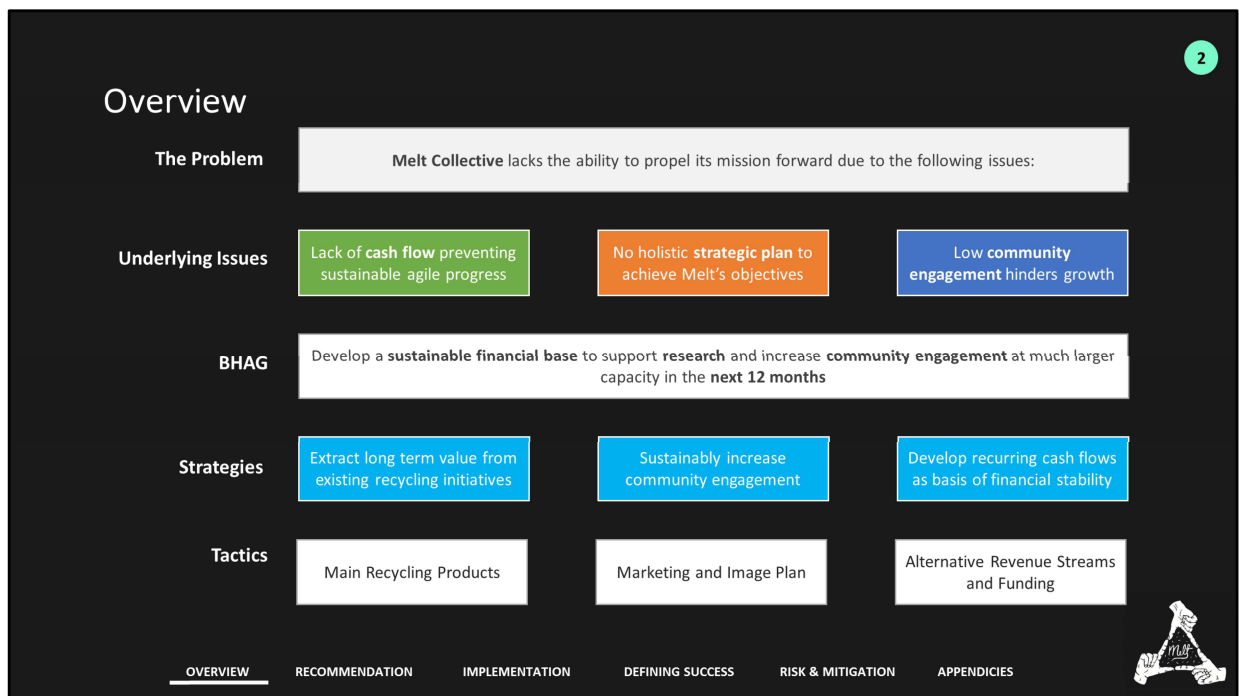 2
Overview
The Problem
Melt Collective lacks the ability to propel its mission forward due to the following issues:
Underlying Issues
Lack of cash flow preventing
sustainable agile progress
No holistic strategic plan to
achieve Melt's objectives
Low community
engagement hinders growth
BHAG
Develop a sustainable financial base to support research and increase community engagement at much larger
capacity in the next 12 months
Strategies
Extract long term value from
existing recycling initiatives
Sustainably increase
community engagement
Develop recurring cash flows
as basis of financial stability
Tactics
Main Recycling Products
Marketing and Image Plan
Alternative Revenue Streams
and Funding
Melt
OVERVIEW RECOMMENDATION IMPLEMENTATION DEFINING SUCCESS RISK & MITIGATION APPENDICIES